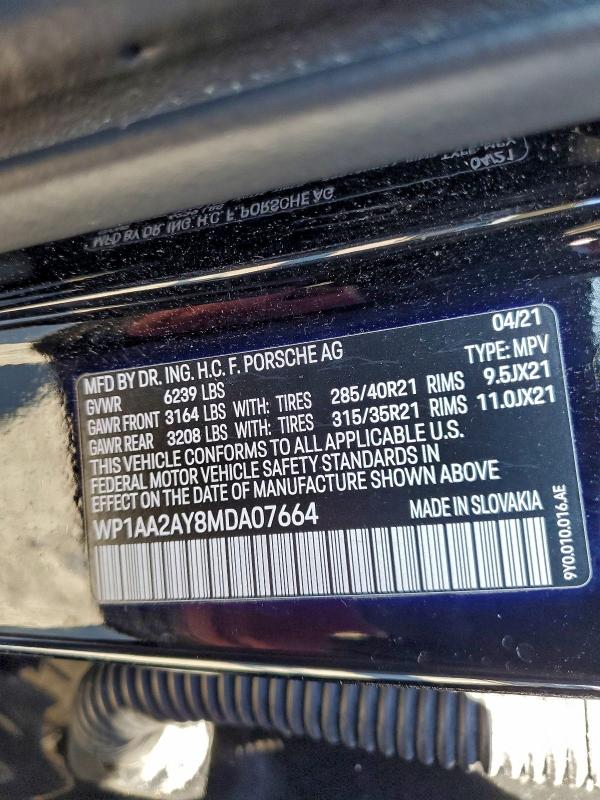 04/21
MFD BY DR. ING. H.C. F. PORSCHE AG TYPE: MPV
GVWR 6239 LBS
GAWR FRONT 3164 LBS WITH: TIRES 285/40R21 RIMS 9.5JX21
GAWR REAR 3208 LBS WITH: TIRES 315/35R21 RIMS 11.0JX21
THIS VEHICLE CONFORMS TO ALL APPLICABLE U.S.
FEDERAL MOTOR VEHICLE SAFETY STANDARDS IN
EFFECT ON THE DATE OF MANUFACTURE SHOWN ABOVE
WP1AA2AY8MDA07664 MADE IN SLOVAKIA
9Y0.010.016.AE